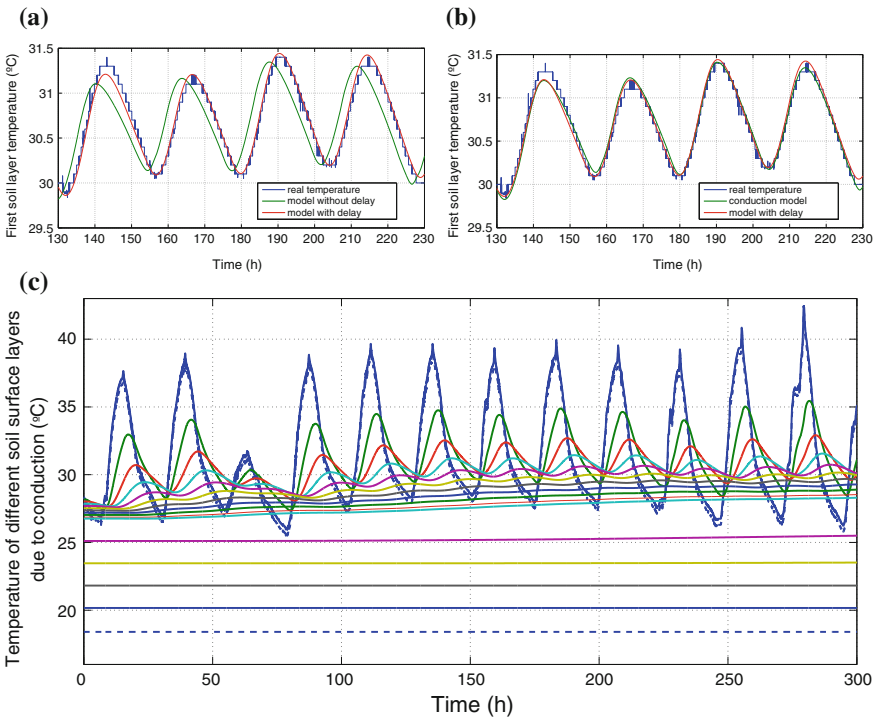 (a)
First soil layer temperature (ºC)
31.5
31
30.5
30
29.5
130 140 150 160 170 180 190 200 210 220 230
Time (h)
real temperature
model without delay
model with delay
(b)
First soil layer temperature (ºC)
31.5
31
30.5
30
29.5
130 140 150 160 170 180 190 200 210 220 230
Time (h)
real temperature
conduction model
model with delay
(c)
Temperature of different soil surface layers
due to conduction (ºC)
40
35
30
25
20
0 50 100 150 200 250 300
Time (h)